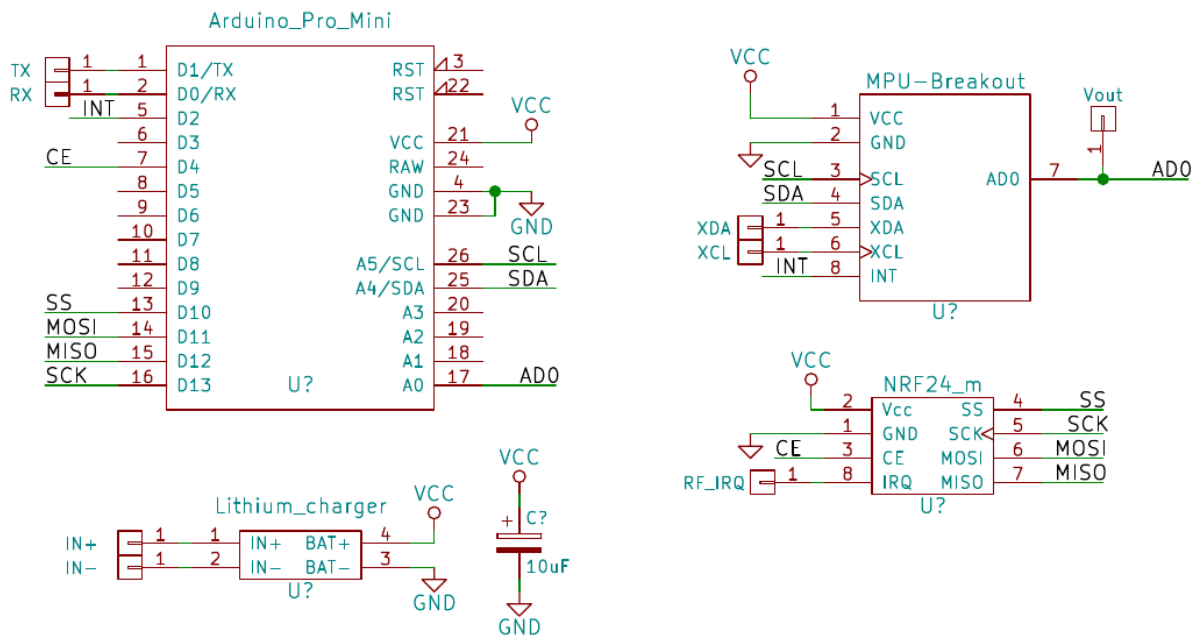 Arduino_Pro_Mini
TX 1 1 D1/TX RST 3
RX 1 2 D0/RX RST 22
INT 5 D2
6 D3 VCC 21 VCC
CE 7 D4 RAW 24
8 D5 GND 4
9 D6 GND 23 GND
10 D7
11 D8 A5/SCL 26 SCL
12 D9 A4/SDA 25 SDA
SS 13 D10 A3 20
MOSI 14 D11 A2 19
MISO 15 D12 A1 18
SCK 16 D13 U? A0 17 AD0
VCC MPU-Breakout
Vout
1
1 VCC
2 GND
SCL 3 SCL AD0 7 AD0
SDA 4 SDA
XDA 1 5 XDA
XCL 1 6 XCL
INT 8 INT
U?
VCC NRF24_m
2 Vcc SS 4 SS
1 GND SCK 5 SCK
CE 3 CE MOSI 6 MOSI
RF_IRQ 1 8 IRQ MISO 7 MISO
U?
Lithium_charger VCC
IN+ 1 1 IN+ BAT+ 4
IN- 1 2 IN- BAT- 3
U? GND
VCC
+ C?
10uF
GND